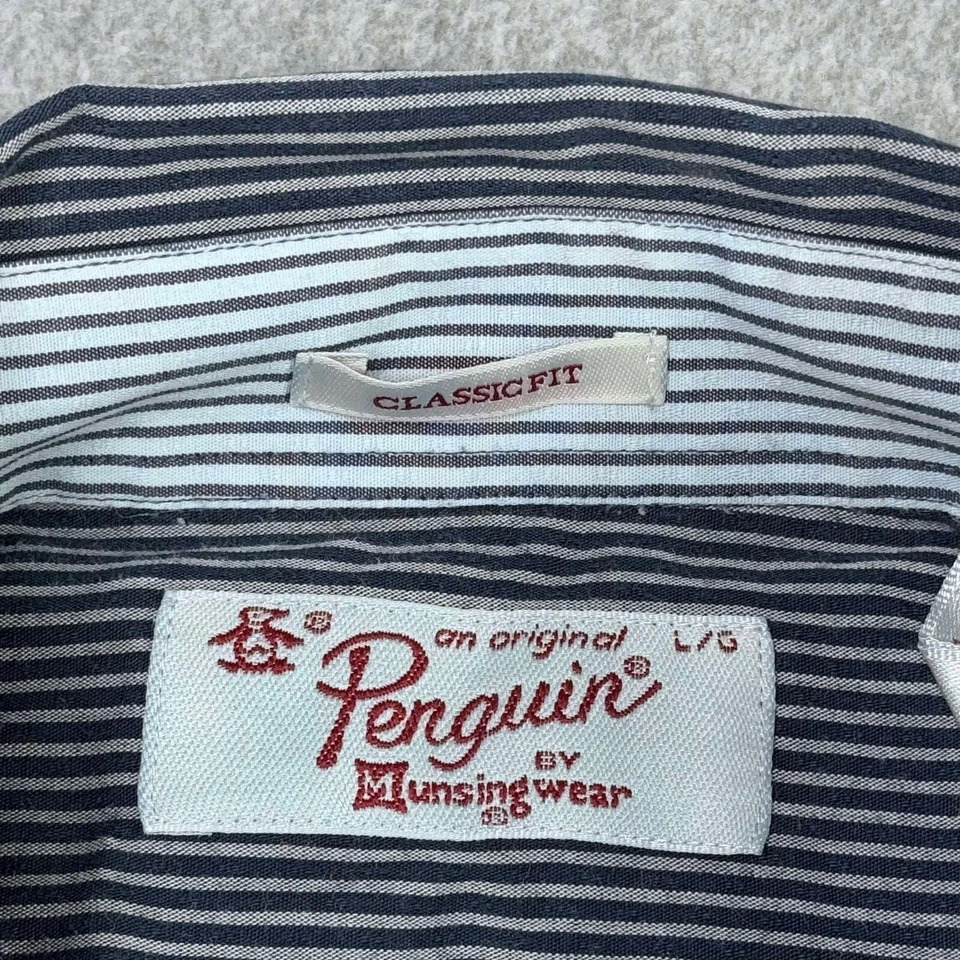 CLASSIC FIT
® an original L/G
Penguin®
BY
Munsingwear
®